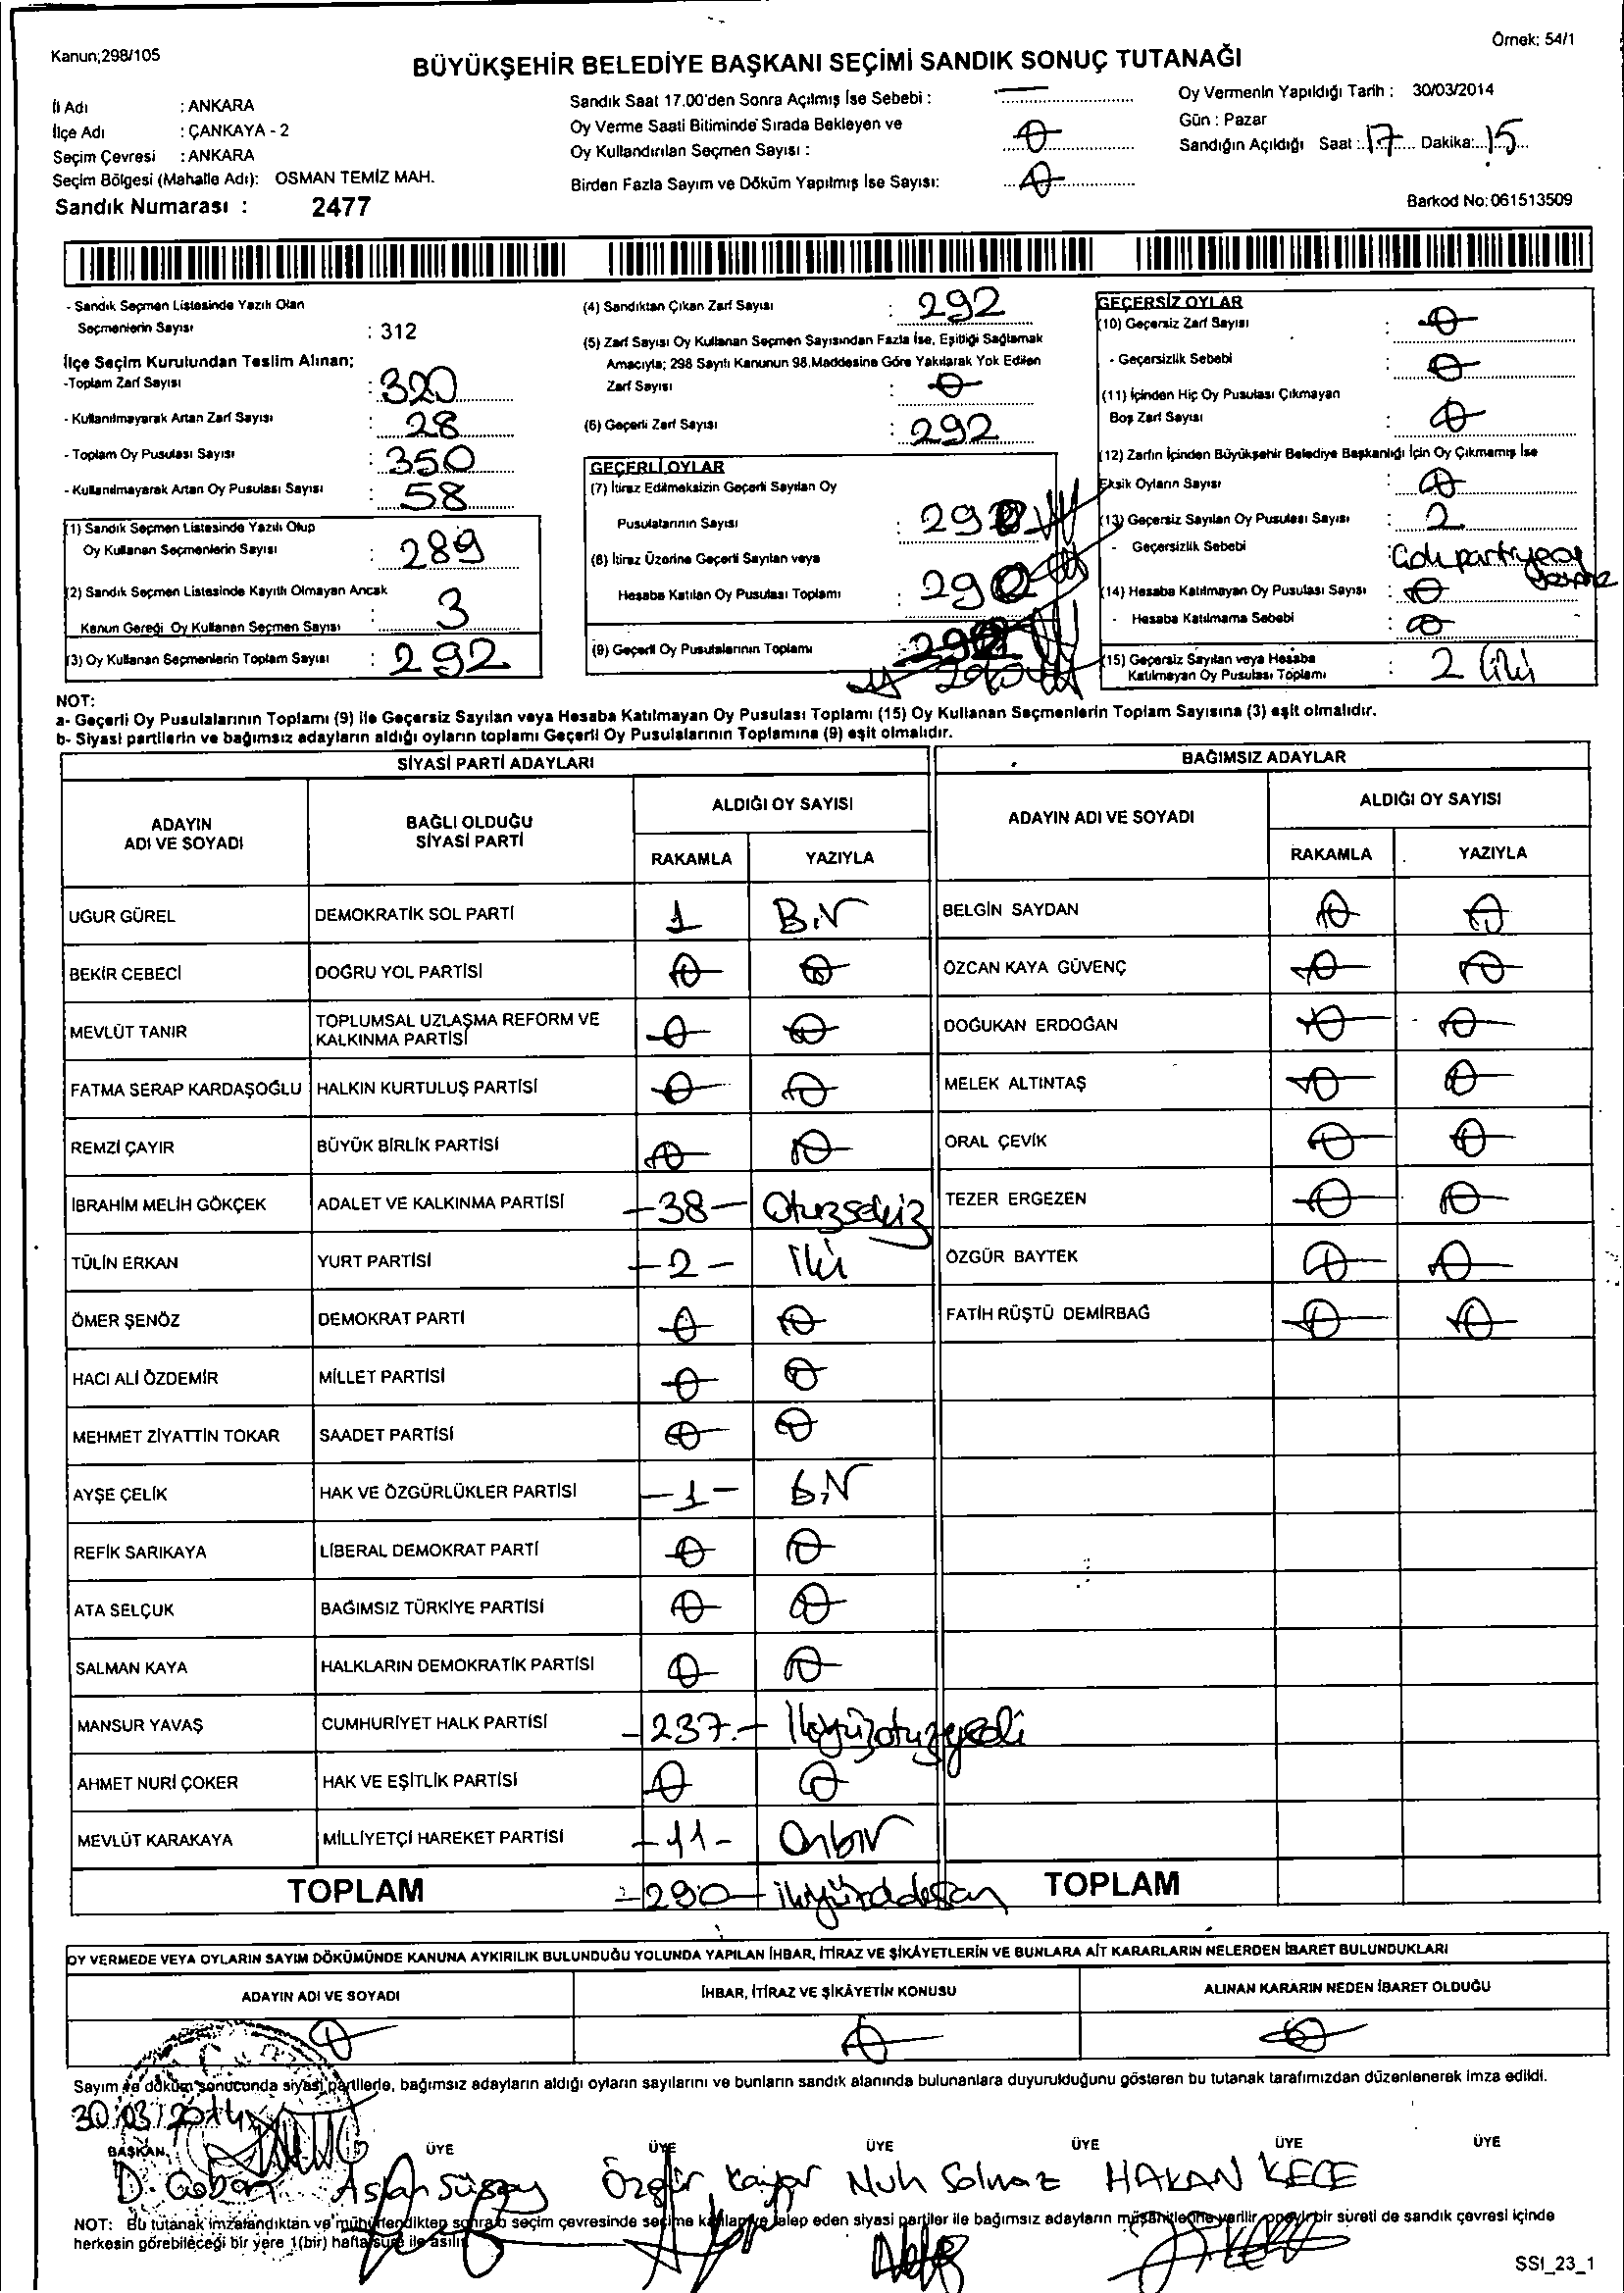 Kanun;298/105
Örnek: 54/1
BÜYÜKŞEHİR BELEDİYE BAŞKANI SEÇİMİ SANDIK SONUÇ TUTANAĞI
İl Adı : ANKARA
İlçe Adı : ÇANKAYA - 2
Seçim Çevresi : ANKARA
Seçim Bölgesi (Mahalle Adı): OSMAN TEMİZ MAH.
Sandık Numarası : 2477
Sandık Saat 17.00'den Sonra Açılmış İse Sebebi :
Oy Verme Saati Bitiminde Sırada Bekleyen ve
Oy Kullandırılan Seçmen Sayısı : 0
Birden Fazla Sayım ve Döküm Yapılmış İse Sayısı: 0
Oy Vermenin Yapıldığı Tarih : 30/03/2014
Gün : Pazar
Sandığın Açıldığı Saat : 17 Dakika: 15
Barkod No: 061513509
- Sandık Seçmen Listesinde Yazılı Olan
Seçmenlerin Sayısı : 312
İlçe Seçim Kurulundan Teslim Alınan;
-Toplam Zarf Sayısı : 320
- Kullanılmayarak Artan Zarf Sayısı : 28
- Toplam Oy Pusulası Sayısı : 350
- Kullanılmayarak Artan Oy Pusulası Sayısı : 58
(1) Sandık Seçmen Listesinde Yazılı Olup
Oy Kullanan Seçmenlerin Sayısı : 289
(2) Sandık Seçmen Listesinde Kayıtlı Olmayan Ancak
Kanun Gereği Oy Kullanan Seçmen Sayısı : 3
(3) Oy Kullanan Seçmenlerin Toplam Sayısı : 292
(4) Sandıktan Çıkan Zarf Sayısı : 292
(5) Zarf Sayısı Oy Kullanan Seçmen Sayısından Fazla İse, Eşitliği Sağlamak
Amacıyla; 298 Sayılı Kanunun 98.Maddesine Göre Yakılarak Yok Edilen
Zarf Sayısı : 0
(6) Geçerli Zarf Sayısı : 292
GEÇERLİ OYLAR
(7) İtiraz Edilmeksizin Geçerli Sayılan Oy
Pusulalarının Sayısı : 290
(8) İtiraz Üzerine Geçerli Sayılan veya
Hesaba Katılan Oy Pusulası Toplamı : 290
(9) Geçerli Oy Pusulalarının Toplamı
290
GEÇERSİZ OYLAR
(10) Geçersiz Zarf Sayısı : 0
- Geçersizlik Sebebi : 0
(11) İçinden Hiç Oy Pusulası Çıkmayan
Boş Zarf Sayısı : 0
(12) Zarfın İçinden Büyükşehir Belediye Başkanlığı İçin Oy Çıkmamış İse
Eksik Oyların Sayısı : 0
(13) Geçersiz Sayılan Oy Pusulası Sayısı : 2
- Geçersizlik Sebebi :
(14) Hesaba Katılmayan Oy Pusulası Sayısı : 0
- Hesaba Katılmama Sebebi : 0
(15) Geçersiz Sayılan veya Hesaba
Katılmayan Oy Pusulası Toplamı : 2 iki
NOT:
a- Geçerli Oy Pusulalarının Toplamı (9) ile Geçersiz Sayılan veya Hesaba Katılmayan Oy Pusulası Toplamı (15) Oy Kullanan Seçmenlerin Toplam Sayısına (3) eşit olmalıdır.
b- Siyasi partilerin ve bağımsız adayların aldığı oyların toplamı Geçerli Oy Pusulalarının Toplamına (9) eşit olmalıdır.
SİYASİ PARTİ ADAYLARI
BAĞIMSIZ ADAYLAR
ADAYIN ADI VE SOYADI
BAĞLI OLDUĞU SİYASİ PARTİ
ALDIĞI OY SAYISI
RAKAMLA YAZIYLA
ADAYIN ADI VE SOYADI
ALDIĞI OY SAYISI
RAKAMLA YAZIYLA
UĞUR GÜREL DEMOKRATİK SOL PARTİ 1 BİR
BELGİN SAYDAN 0 0
BEKİR CEBECİ DOĞRU YOL PARTİSİ 0 0
ÖZCAN KAYA GÜVENÇ 0 0
MEVLÜT TANIR TOPLUMSAL UZLAŞMA REFORM VE KALKINMA PARTİSİ 0 0
DOĞUKAN ERDOĞAN 0 0
FATMA SERAP KARDAŞOĞLU HALKIN KURTULUŞ PARTİSİ 0 0
MELEK ALTINTAŞ 0 0
REMZİ ÇAYIR BÜYÜK BİRLİK PARTİSİ 0 0
ORAL ÇEVİK 0 0
İBRAHİM MELİH GÖKÇEK ADALET VE KALKINMA PARTİSİ -38- Otuzsekiz
TEZER ERGEZEN 0 0
TÜLİN ERKAN YURT PARTİSİ -2- iki
ÖZGÜR BAYTEK 0 0
ÖMER ŞENÖZ DEMOKRAT PARTİ 0 0
FATİH RÜŞTÜ DEMİRBAĞ 0 0
HACI ALİ ÖZDEMİR MİLLET PARTİSİ 0 0
MEHMET ZİYATTİN TOKAR SAADET PARTİSİ 0 0
AYŞE ÇELİK HAK VE ÖZGÜRLÜKLER PARTİSİ -1- BİR
REFİK SARIKAYA LİBERAL DEMOKRAT PARTİ 0 0
ATA SELÇUK BAĞIMSIZ TÜRKİYE PARTİSİ 0 0
SALMAN KAYA HALKLARIN DEMOKRATİK PARTİSİ 0 0
MANSUR YAVAŞ CUMHURİYET HALK PARTİSİ -237.- İkiyüzotuzyedi
AHMET NURİ ÇOKER HAK VE EŞİTLİK PARTİSİ 0 0
MEVLÜT KARAKAYA MİLLİYETÇİ HAREKET PARTİSİ -11- Onbir
TOPLAM -290- ikiyüzddoksan
TOPLAM
OY VERMEDE VEYA OYLARIN SAYIM DÖKÜMÜNDE KANUNA AYKIRILIK BULUNDUĞU YOLUNDA YAPILAN İHBAR, İTİRAZ VE ŞİKÂYETLERİN VE BUNLARA AİT KARARLARIN NELERDEN İBARET BULUNDUKLARI
ADAYIN ADI VE SOYADI İHBAR, İTİRAZ VE ŞİKÂYETİN KONUSU ALINAN KARARIN NEDEN İBARET OLDUĞU
0 0 0
Sayım ve döküm sonucunda siyasi partilerle, bağımsız adayların aldığı oyların sayılarını ve bunların sandık alanında bulunanlara duyurulduğunu gösteren bu tutanak tarafımızdan düzenlenerek imza edildi.
30/03/2014
BAŞKAN ÜYE ÜYE ÜYE ÜYE ÜYE ÜYE
D. Çoban Aslan Süsay Özgür Kayar Nuh Solmaz HAKAN KEÇE
NOT: Bu tutanak imzalandıktan ve mühürlendikten sonra o seçim çevresinde seçime katılan ve talep eden siyasi partiler ile bağımsız adayların müşahitlerine verilir, onaylı bir sureti de sandık çevresi içinde
herkesin görebileceği bir yere 1(bir) hafta süre ile asılır.
SSI_23_1